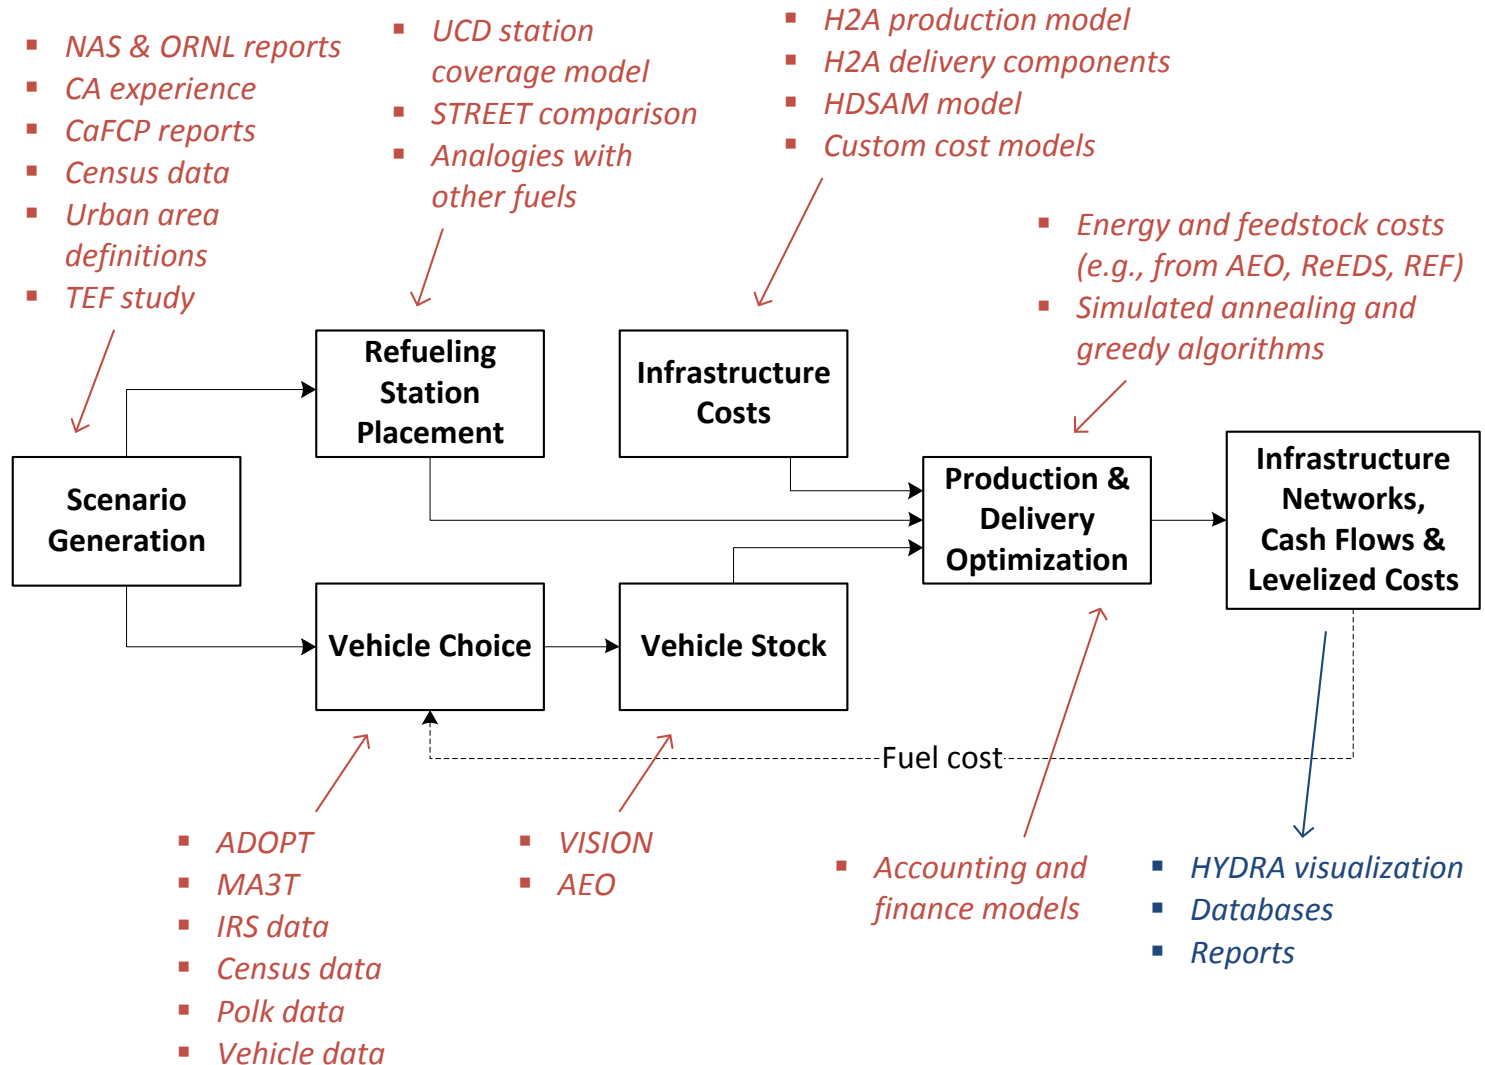 ▪ NAS & ORNL reports
▪ CA experience
▪ CaFCP reports
▪ Census data
▪ Urban area
definitions
▪ TEF study
▪ UCD station
coverage model
▪ STREET comparison
▪ Analogies with
other fuels
▪ H2A production model
▪ H2A delivery components
▪ HDSAM model
▪ Custom cost models
▪ Energy and feedstock costs
(e.g., from AEO, ReEDS, REF)
▪ Simulated annealing and
greedy algorithms
Scenario
Generation
Refueling
Station
Placement
Infrastructure
Costs
Production &
Delivery
Optimization
Infrastructure
Networks,
Cash Flows &
Levelized Costs
Vehicle Choice
Vehicle Stock
Fuel cost
▪ ADOPT
▪ MA3T
▪ IRS data
▪ Census data
▪ Polk data
▪ Vehicle data
▪ VISION
▪ AEO
▪ Accounting and
finance models
▪ HYDRA visualization
▪ Databases
▪ Reports